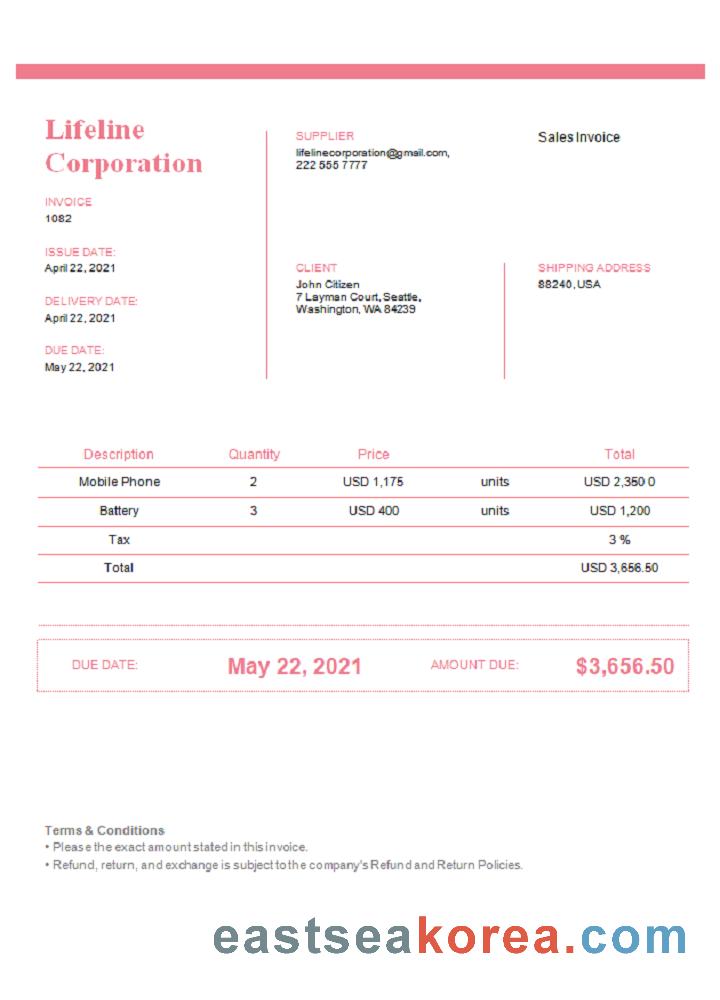 Lifeline
Corporation
INVOICE
1082
ISSUE DATE:
April 22, 2021
DELIVERY DATE:
April 22, 2021
DUE DATE:
May 22, 2021
SUPPLIER
lifelinecorporation@gmail.com,
222 555 7777
Sales Invoice
CLIENT
John Citizen
7 Layman Court, Seattle,
Washington, WA 84239
SHIPPING ADDRESS
88240, USA
Description Quantity Price Total
Mobile Phone 2 USD 1,175 units USD 2,350 0
Battery 3 USD 400 units USD 1,200
Tax 3 %
Total USD 3,656.50
DUE DATE: May 22, 2021 AMOUNT DUE: $3,656.50
Terms & Conditions
• Please the exact amount stated in this invoice.
• Refund, return, and exchange is subject to the company's Refund and Return Policies.
eastseakorea.com